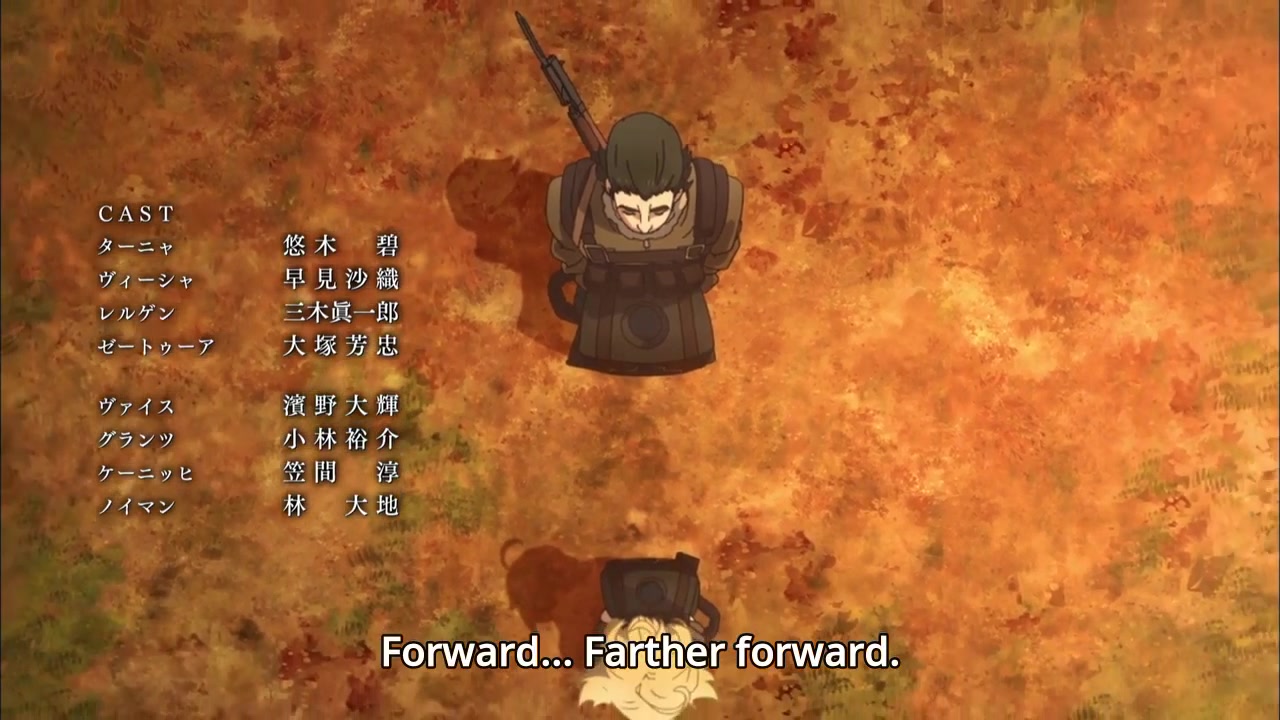 CAST
ターニャ 悠木 碧
ヴィーシャ 早見沙織
レルゲン 三木眞一郎
ゼートゥーア 大塚芳忠
ヴァイス 濱野大輝
グランツ 小林裕介
ケーニッヒ 笠間 淳
ノイマン 林 大地
Forward... Farther forward.